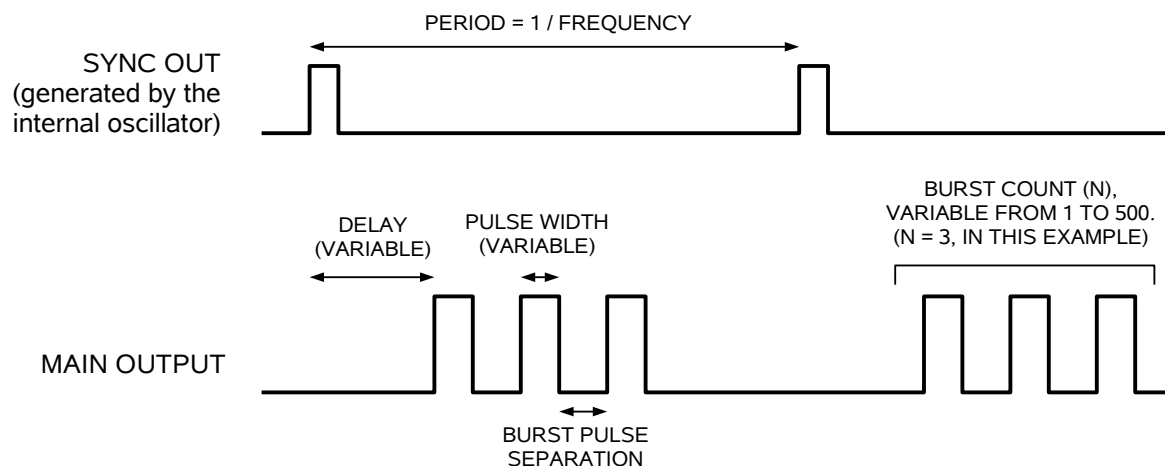 PERIOD = 1 / FREQUENCY
SYNC OUT
(generated by the
internal oscillator)
BURST COUNT (N),
VARIABLE FROM 1 TO 500.
(N = 3, IN THIS EXAMPLE)
DELAY
(VARIABLE)
PULSE WIDTH
(VARIABLE)
MAIN OUTPUT
BURST PULSE
SEPARATION